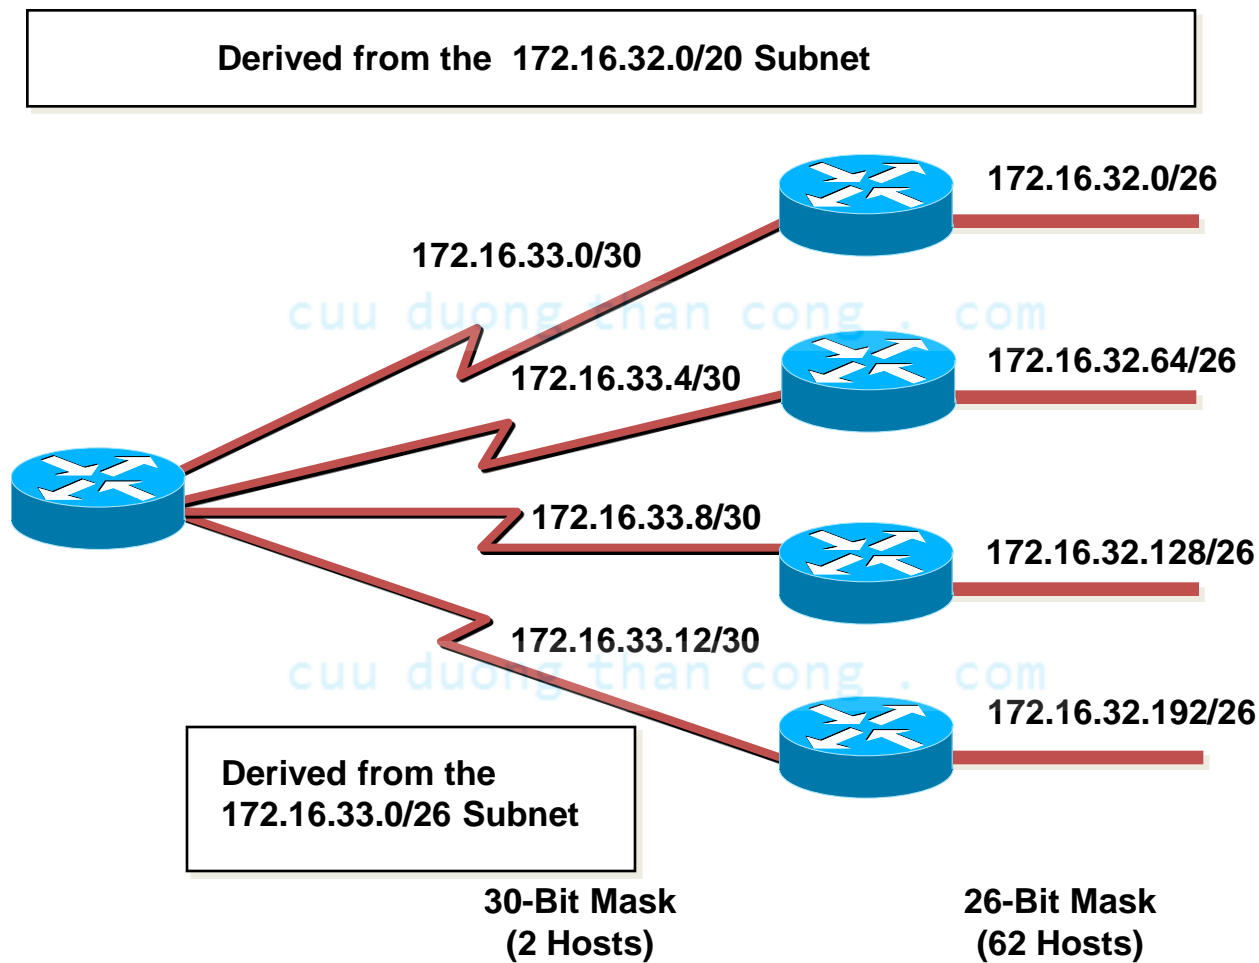 Derived from the 172.16.32.0/20 Subnet
172.16.32.0/26
172.16.33.0/30
cuu duong than cong . com
172.16.32.64/26
172.16.33.4/30
172.16.33.8/30
172.16.32.128/26
172.16.33.12/30
cuu duong than cong . com
172.16.32.192/26
Derived from the
172.16.33.0/26 Subnet
30-Bit Mask
(2 Hosts)
26-Bit Mask
(62 Hosts)